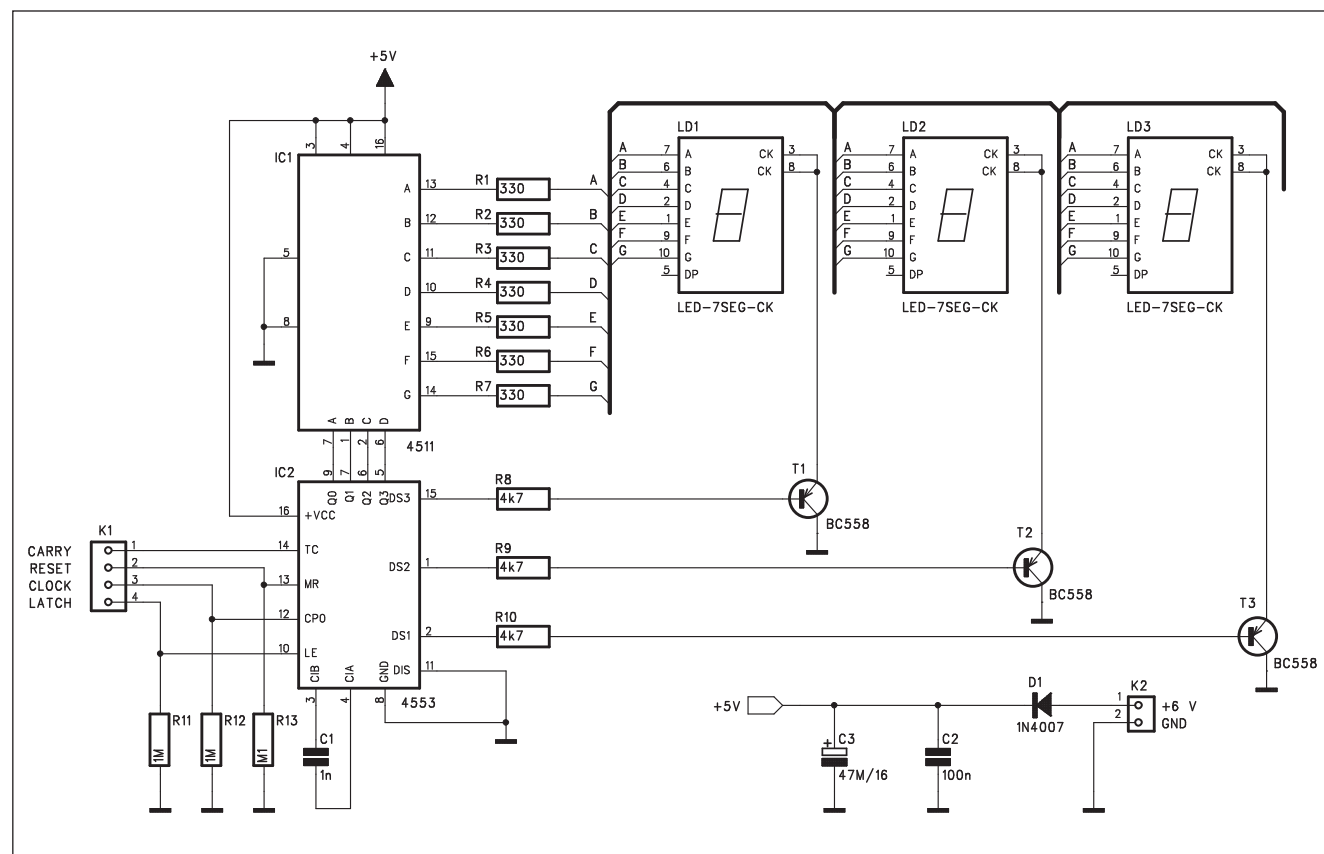 +5V
IC1
3
4
16
5
8
A
13
B
12
C
11
D
10
E
9
F
15
G
14
A
B
C
D
7
1
2
6
4511
R1
330
A
R2
330
B
R3
330
C
R4
330
D
R5
330
E
R6
330
F
R7
330
G
LD1
A 7 A
B 6 B
C 4 C
D 2 D
E 1 E
F 9 F
G 10 G
5 DP
CK 3
CK 8
LED-7SEG-CK
LD2
A 7 A
B 6 B
C 4 C
D 2 D
E 1 E
F 9 F
G 10 G
5 DP
CK 3
CK 8
LED-7SEG-CK
LD3
A 7 A
B 6 B
C 4 C
D 2 D
E 1 E
F 9 F
G 10 G
5 DP
CK 3
CK 8
LED-7SEG-CK
IC2
9
7
6
5
Q0
Q1
Q2
Q3
16 +VCC
14 TC
13 MR
12 CP0
10 LE
DS3 15
DS2 1
DS1 2
DIS 11
CIB
CIA
GND
3
4
8
4553
R8
4k7
R9
4k7
R10
4k7
T1
BC558
T2
BC558
T3
BC558
K1
CARRY 1
RESET 2
CLOCK 3
LATCH 4
R11
1M
R12
1M
R13
M1
C1
1n
+5V
+
C3
47M/16
C2
100n
D1
1N4007
K2
1 +6 V
2 GND